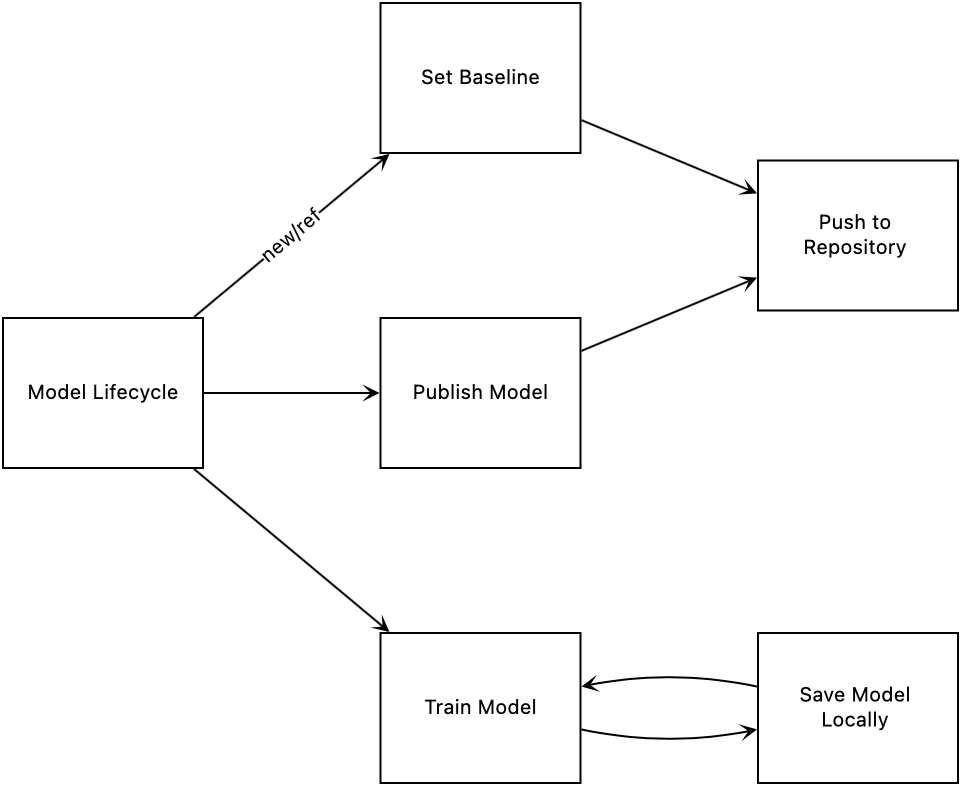 Set Baseline
Push to
Repository
new/ref
Model Lifecycle
Publish Model
Train Model
Save Model
Locally